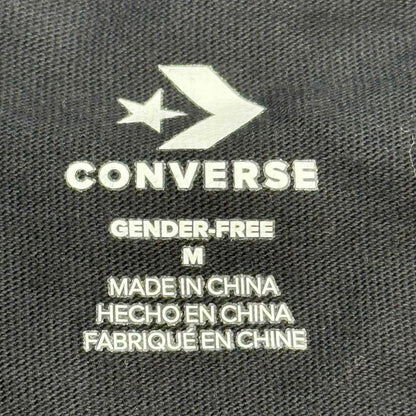 CONVERSE
GENDER-FREE
M
MADE IN CHINA
HECHO EN CHINA
FABRIQUÉ EN CHINE